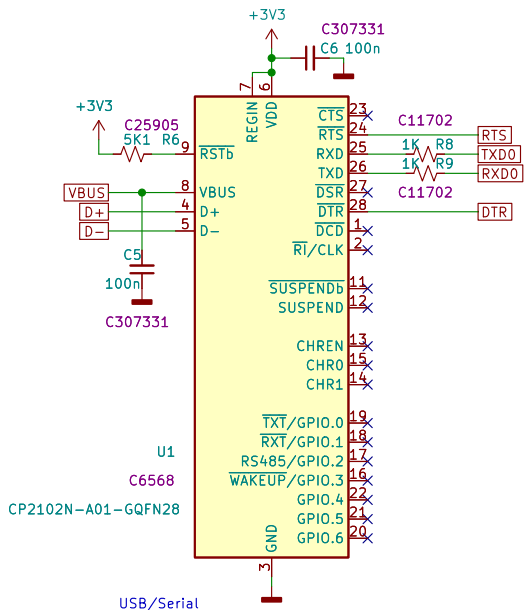 +3V3
C307331
C6 100n
7
6
REGIN
VDD
+3V3
C25905
5K1 R6
9
RSTb
VBUS
8
VBUS
D+
4
D+
D-
5
D-
C5
100n
C307331
CTS
23
RTS
24
C11702
RTS
RXD
25
1K R8
TXD0
TXD
26
1K R9
RXD0
DSR
27
C11702
DTR
28
DTR
DCD
1
RI/CLK
2
SUSPENDb
11
SUSPEND
12
CHREN
13
CHR0
15
CHR1
14
TXT/GPIO.0
19
RXT/GPIO.1
18
RS485/GPIO.2
17
WAKEUP/GPIO.3
16
GPIO.4
22
GPIO.5
21
GPIO.6
20
U1
C6568
CP2102N-A01-GQFN28
GND
3
USB/Serial